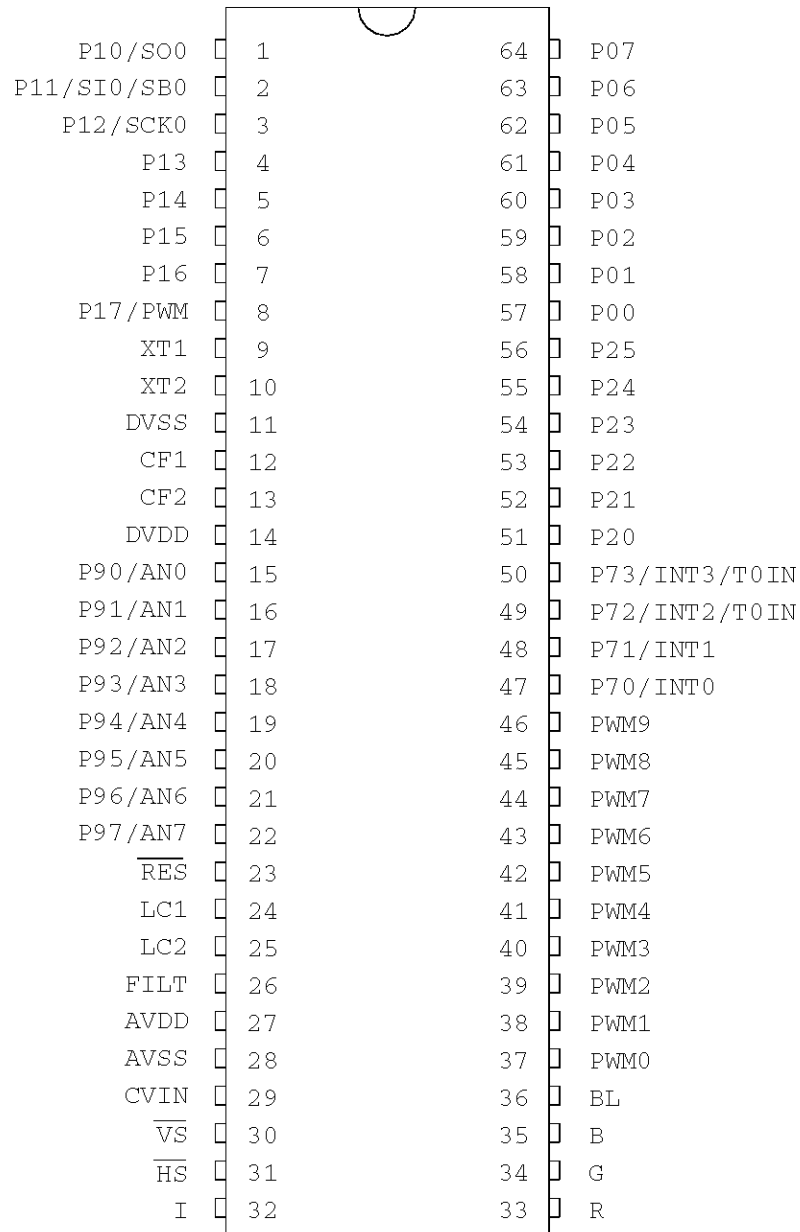 P10/SO0 1 64 P07
P11/SI0/SB0 2 63 P06
P12/SCK0 3 62 P05
P13 4 61 P04
P14 5 60 P03
P15 6 59 P02
P16 7 58 P01
P17/PWM 8 57 P00
XT1 9 56 P25
XT2 10 55 P24
DVSS 11 54 P23
CF1 12 53 P22
CF2 13 52 P21
DVDD 14 51 P20
P90/AN0 15 50 P73/INT3/T0IN
P91/AN1 16 49 P72/INT2/T0IN
P92/AN2 17 48 P71/INT1
P93/AN3 18 47 P70/INT0
P94/AN4 19 46 PWM9
P95/AN5 20 45 PWM8
P96/AN6 21 44 PWM7
P97/AN7 22 43 PWM6
R̅E̅S̅ 23 42 PWM5
LC1 24 41 PWM4
LC2 25 40 PWM3
FILT 26 39 PWM2
AVDD 27 38 PWM1
AVSS 28 37 PWM0
CVIN 29 36 BL
V̅S̅ 30 35 B
H̅S̅ 31 34 G
I 32 33 R